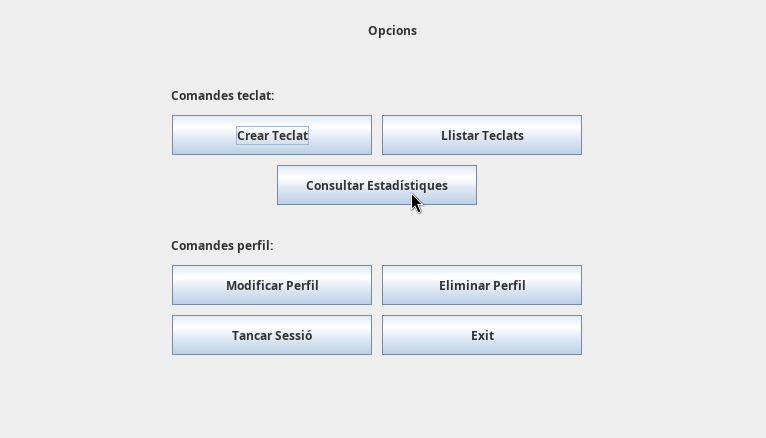 Opcions
Comandes teclat:
Crear Teclat
Llistar Teclats
Consultar Estadístiques
Comandes perfil:
Modificar Perfil
Eliminar Perfil
Tancar Sessió
Exit